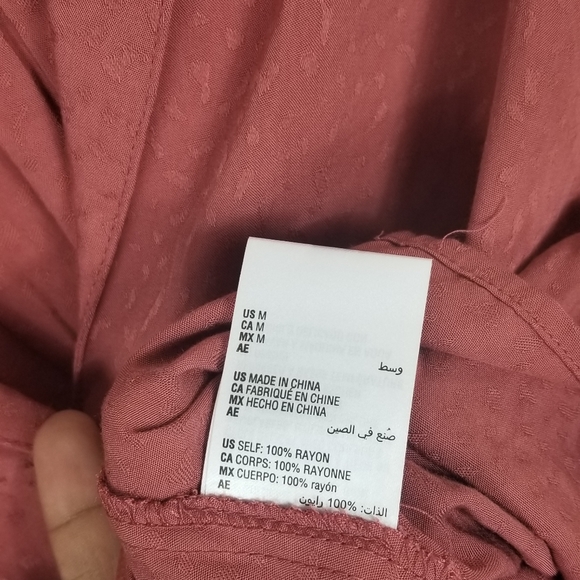 US M
CA M
MX M
AE
وسط
US MADE IN CHINA
CA FABRIQUÉ EN CHINE
MX HECHO EN CHINA
AE
صُنع في الصين
US SELF: 100% RAYON
CA CORPS: 100% RAYONNE
MX CUERPO: 100% rayón
AE
الذات: 100% رايون